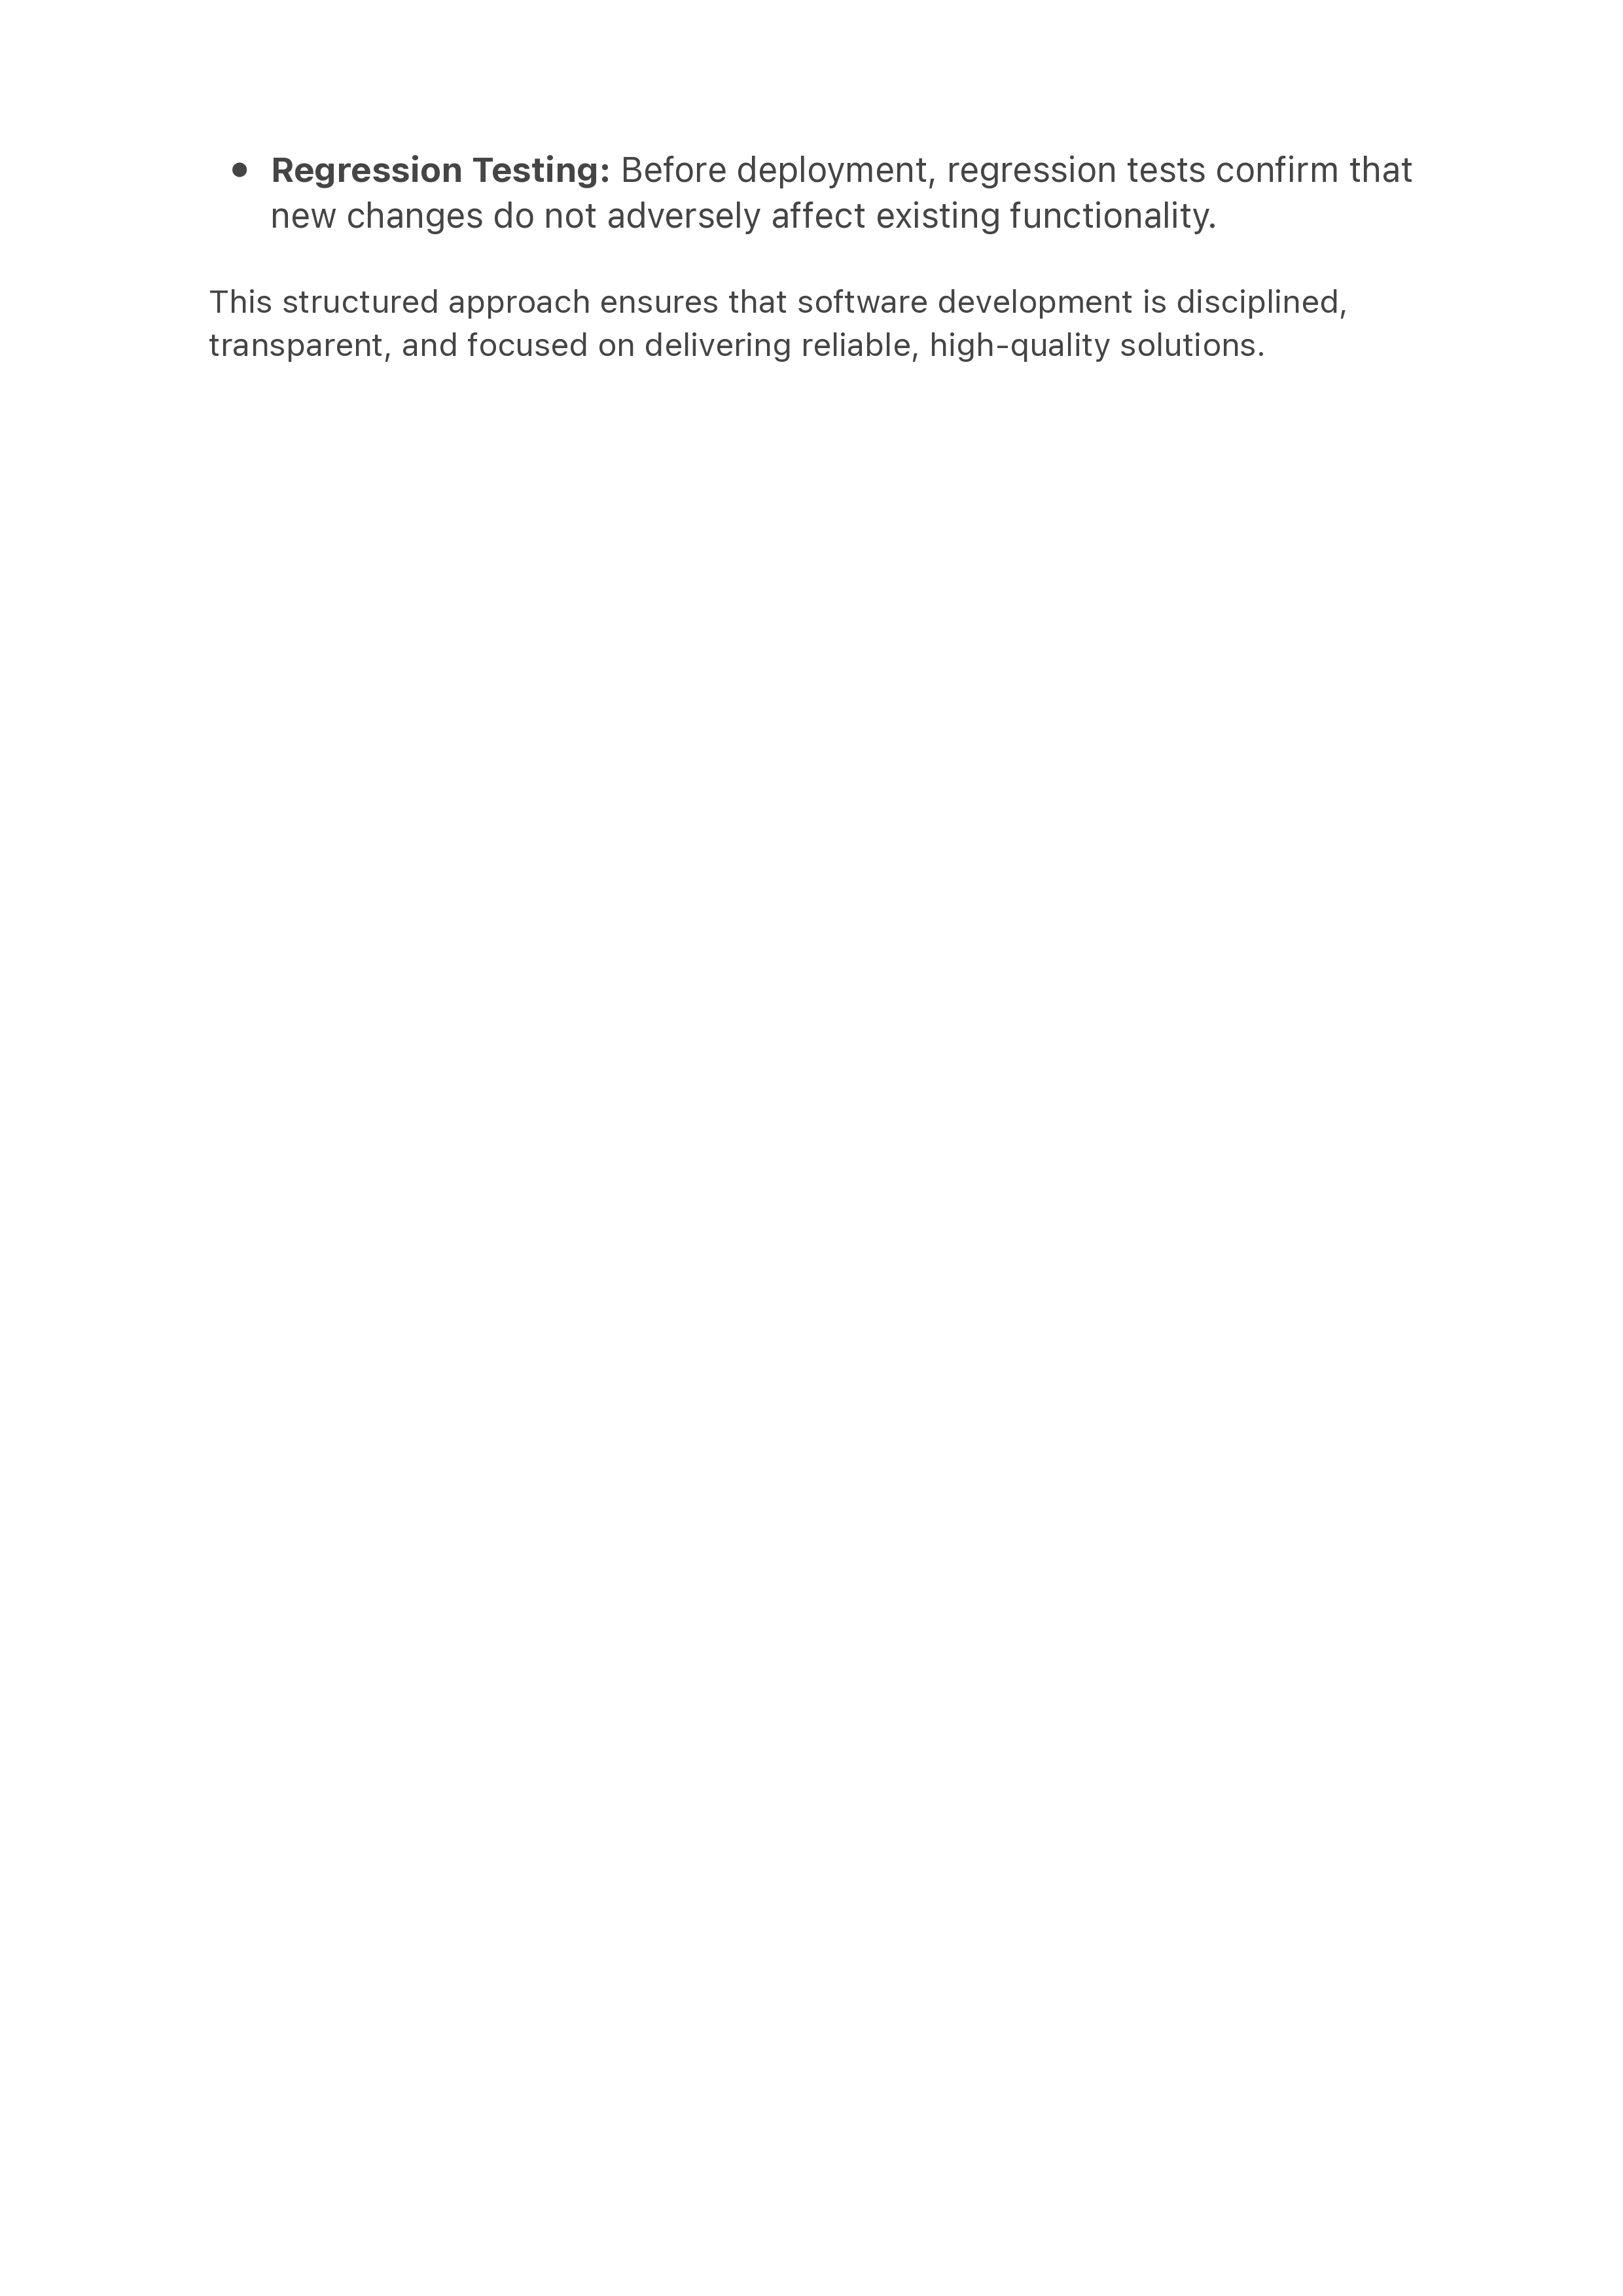 • Regression Testing: Before deployment, regression tests confirm that
new changes do not adversely affect existing functionality.
This structured approach ensures that software development is disciplined,
transparent, and focused on delivering reliable, high-quality solutions.